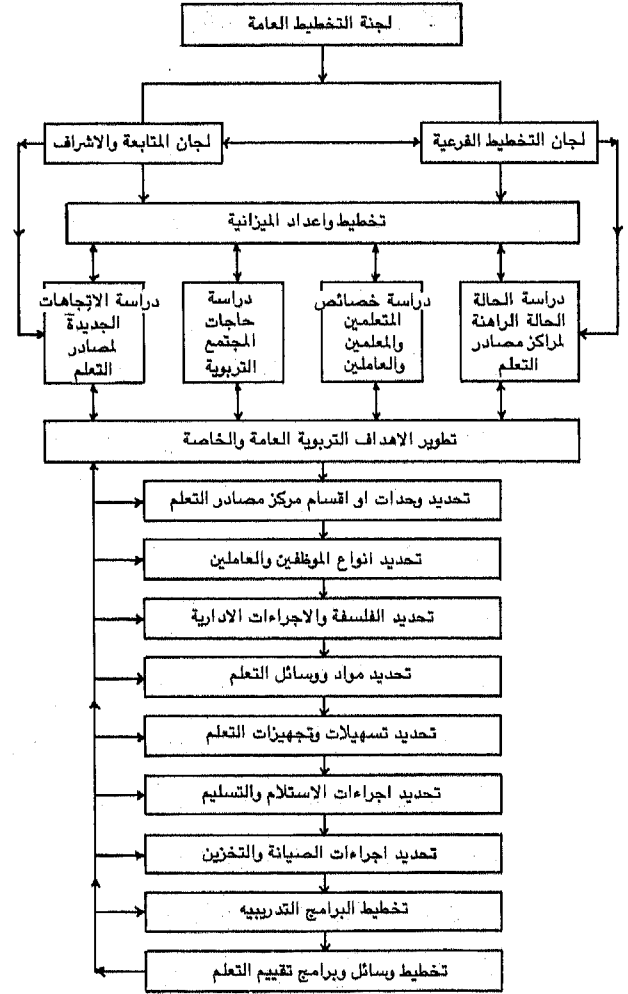 لجنة التخطيط العامة
لجان التخطيط الفرعية
لجان المتابعة والاشراف
تخطيط واعداد الميزانية
دراسة الحالة
الحالة الراهنة
لمراكز مصادر
التعلم
دراسة خصائص
المتعلمين
والمعلمين
والعاملين
دراسة
حاجات
المجتمع
التربوية
دراسة الاتجاهات
الجديدة
لمصادر
التعلم
تطوير الاهداف التربوية العامة والخاصة
تحديد وحدات او اقسام مركز مصادر التعلم
تحديد انواع الموظفين والعاملين
تحديد الفلسفة والاجراءات الادارية
تحديد مواد ووسائل التعلم
تحديد تسهيلات وتجهيزات التعلم
تحديد اجراءات الاستلام والتسليم
تحديد اجراءات الصيانة والتخزين
تخطيط البرامج التدريبيه
تخطيط وسائل وبرامج تقييم التعلم